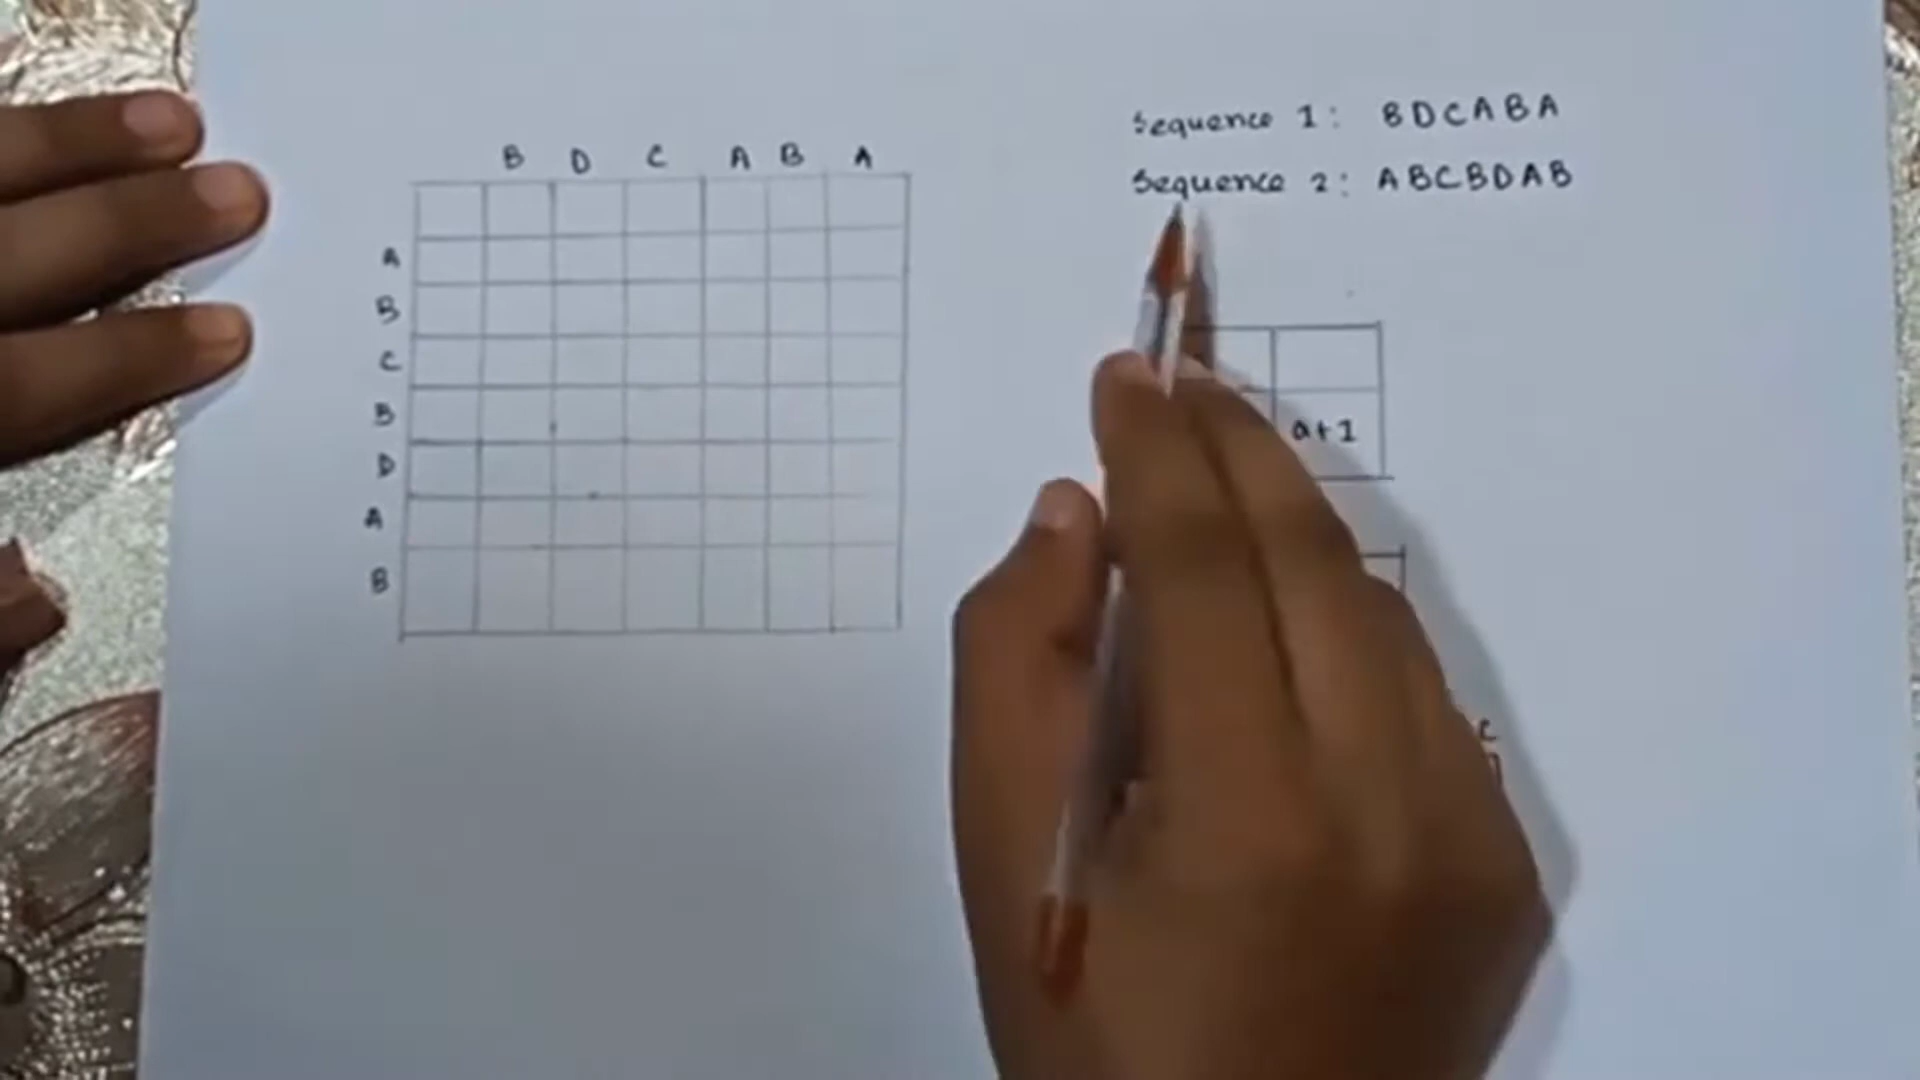 Sequence 1: BDCABA
Sequence 2: ABCBDAB
B D C A B A
A
B
C
B
D
A
B
a+1
C